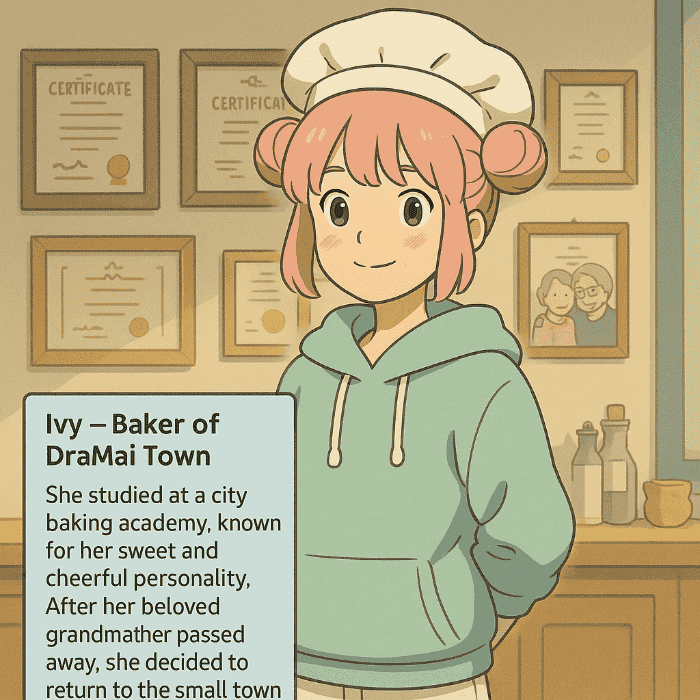 CERTIFICATE
CERTIFICAT
Ivy – Baker of
DraMai Town
She studied at a city
baking academy, known
for her sweet and
cheerful personality,
After her beloved
grandmather passed
away, she decided to
return to the small town